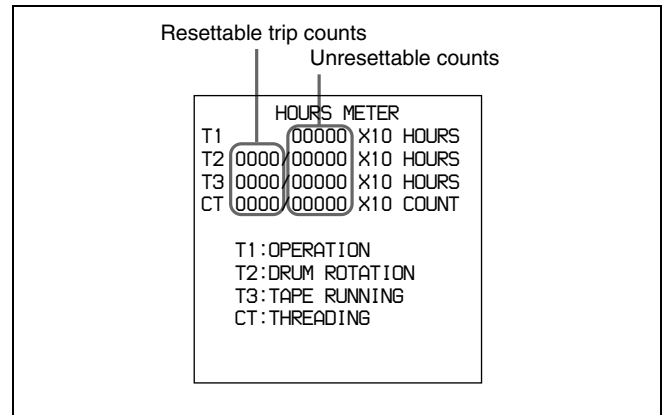 Resettable trip counts
Unresettable counts
HOURS METER
T1 00000 X10 HOURS
T2 0000/00000 X10 HOURS
T3 0000/00000 X10 HOURS
CT 0000/00000 X10 COUNT
T1:OPERATION
T2:DRUM ROTATION
T3:TAPE RUNNING
CT:THREADING